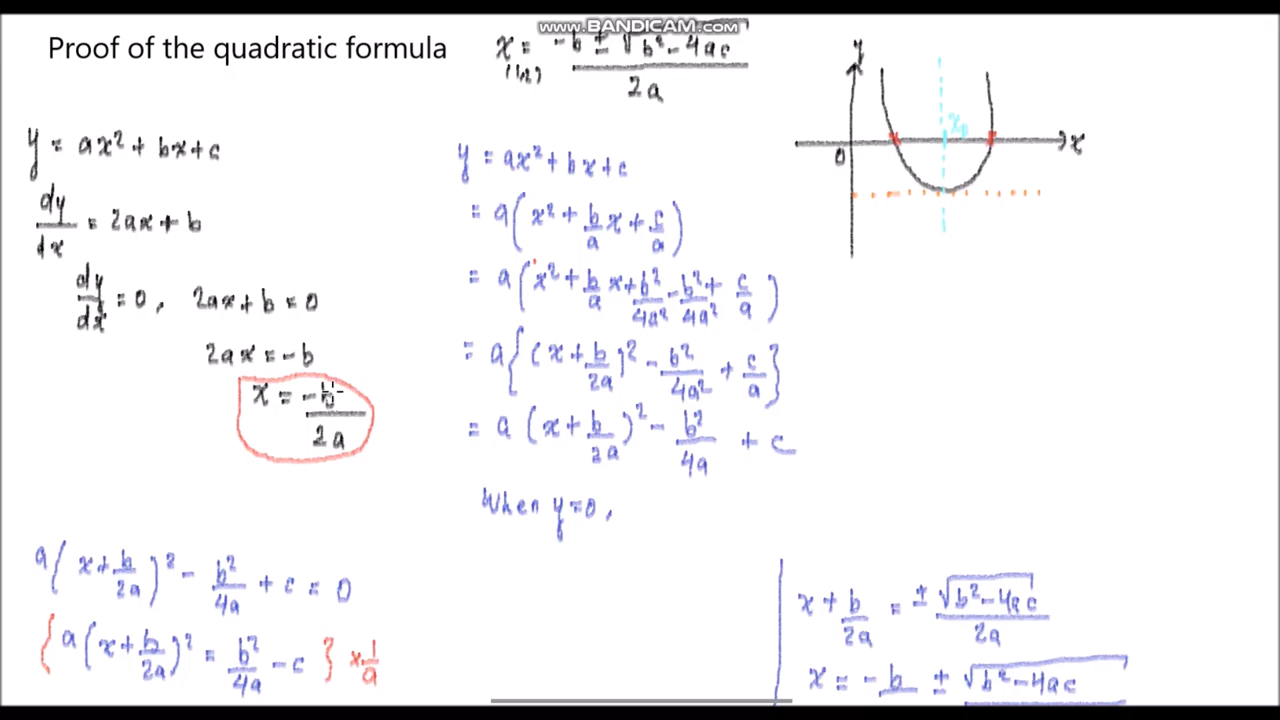 www.BANDICAM.com
Proof of the quadratic formula
x(1,2) = (-b ± √(b² - 4ac))/2a
y = ax² + bx + c
dy/dx = 2ax + b
dy/dx = 0, 2ax + b = 0
2ax = -b
x = -b/2a
y = ax² + bx + c
= a(x² + b/a x + c/a)
= a(x² + b/a x + b²/4a² - b²/4a² + c/a)
= a{(x + b/2a)² - b²/4a² + c/a}
= a(x + b/2a)² - b²/4a + c
When y = 0,
y
x₀
0
x
a(x + b/2a)² - b²/4a + c = 0
{a(x + b/2a)² = b²/4a - c} × 1/a
x + b/2a = ± √(b² - 4ac)/2a
x = -b ± √(b² - 4ac)